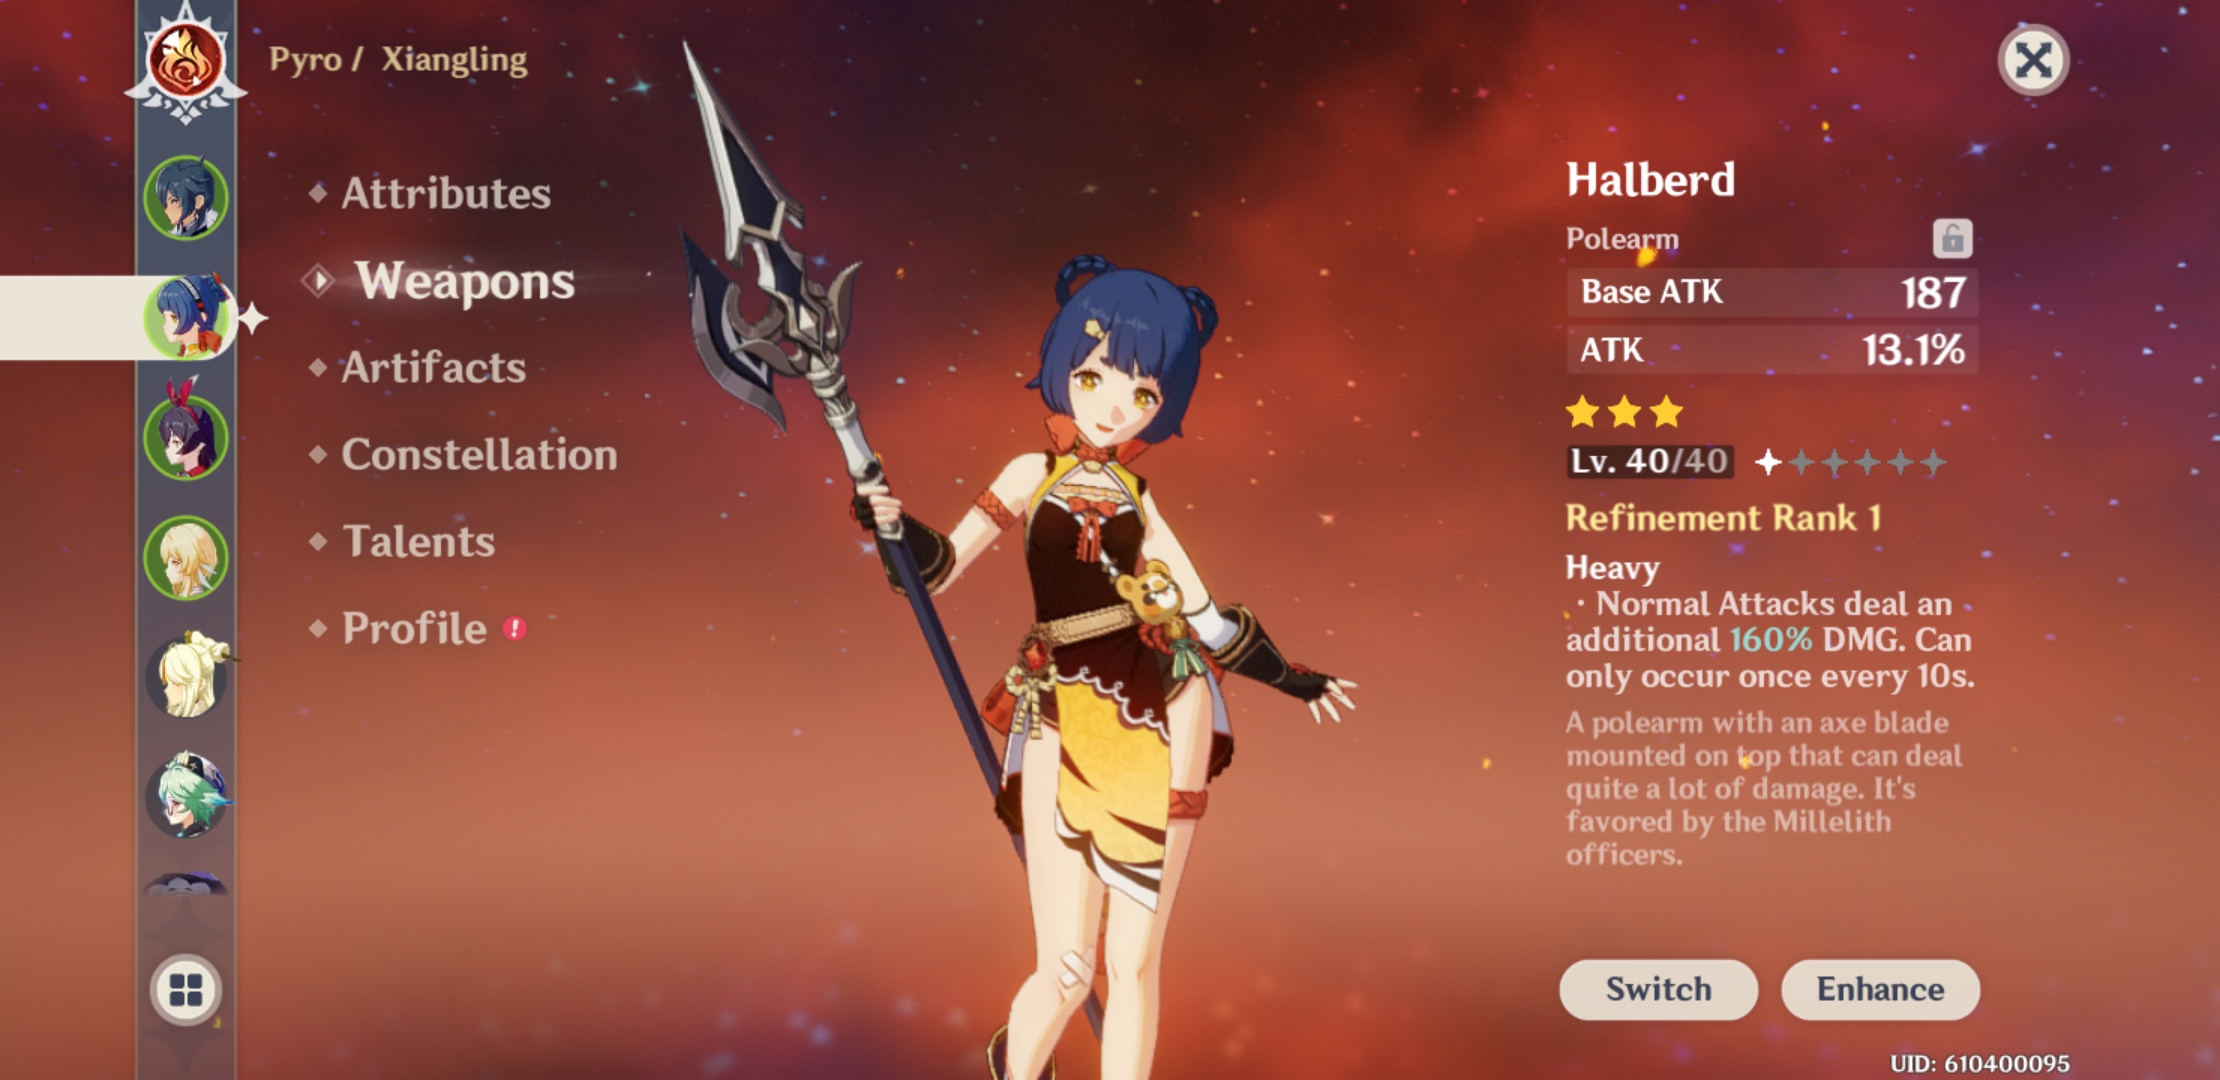 Pyro / Xiangling
Attributes
Weapons
Artifacts
Constellation
Talents
Profile
Halberd
Polearm
Base ATK 187
ATK 13.1%
Lv. 40/40
Refinement Rank 1
Heavy
· Normal Attacks deal an
additional 160% DMG. Can
only occur once every 10s.
A polearm with an axe blade
mounted on top that can deal
quite a lot of damage. It's
favored by the Millelith
officers.
Switch
Enhance
UID: 610400095